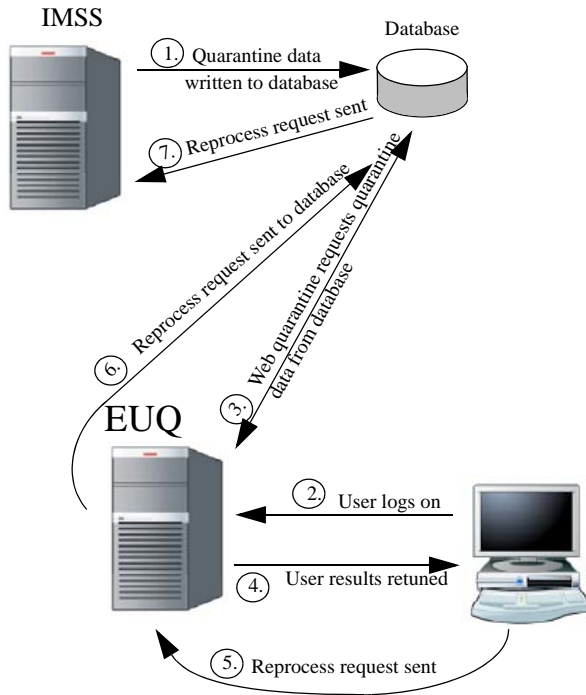 IMSS
Database
1. Quarantine data
written to database
7. Reprocess request sent
6. Reprocess request sent to database
3. Web quarantine requests quarantine
data from database
EUQ
2. User logs on
4. User results retuned
5. Reprocess request sent